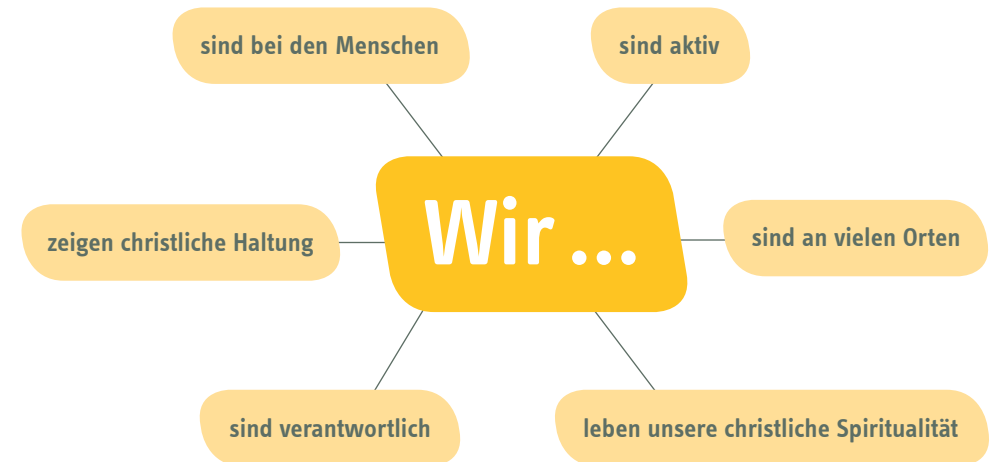 sind bei den Menschen
sind aktiv
Wir ...
zeigen christliche Haltung
sind an vielen Orten
sind verantwortlich
leben unsere christliche Spiritualität